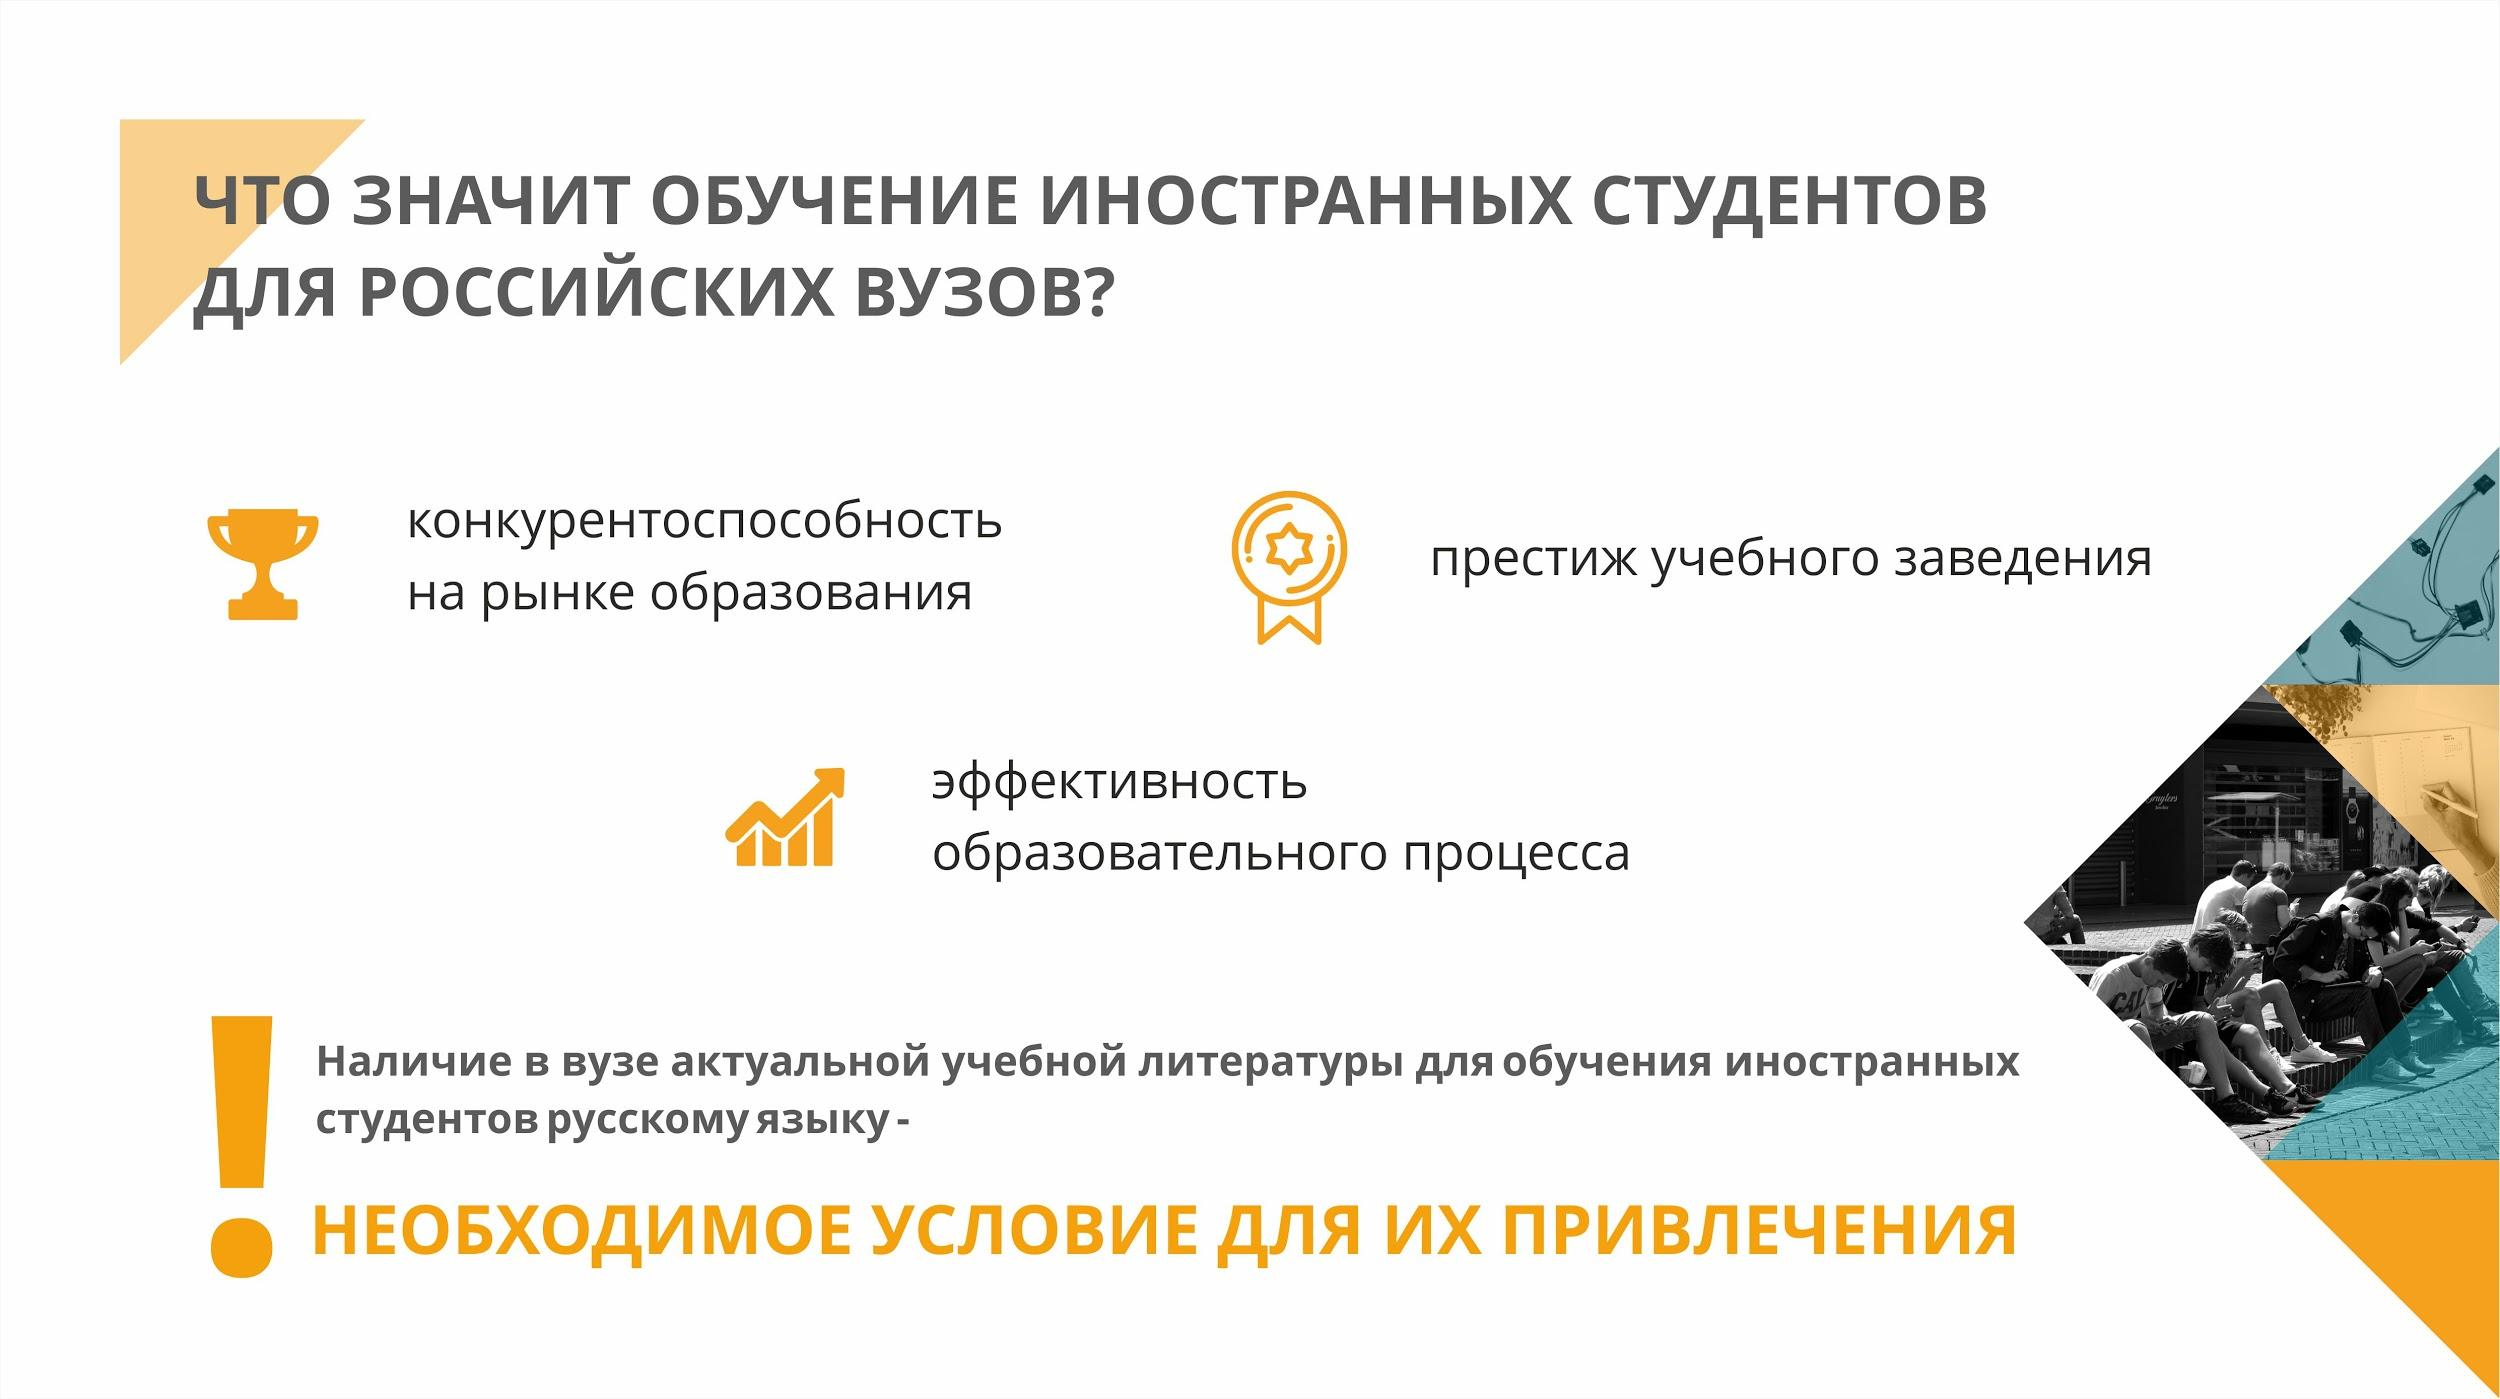 ЧТО ЗНАЧИТ ОБУЧЕНИЕ ИНОСТРАННЫХ СТУДЕНТОВ
ДЛЯ РОССИЙСКИХ ВУЗОВ?
конкурентоспособность
на рынке образования
престиж учебного заведения
эффективность
образовательного процесса
Наличие в вузе актуальной учебной литературы для обучения иностранных
студентов русскому языку -
! НЕОБХОДИМОЕ УСЛОВИЕ ДЛЯ ИХ ПРИВЛЕЧЕНИЯ